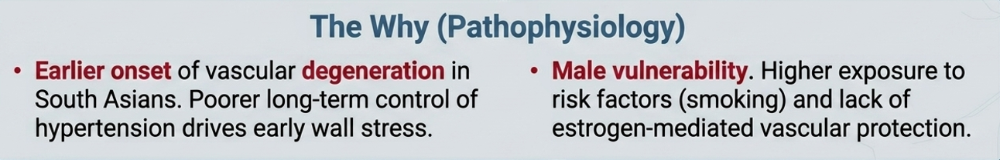 The Why (Pathophysiology)
• Earlier onset of vascular degeneration in
South Asians. Poorer long-term control of
hypertension drives early wall stress.
• Male vulnerability. Higher exposure to
risk factors (smoking) and lack of
estrogen-mediated vascular protection.